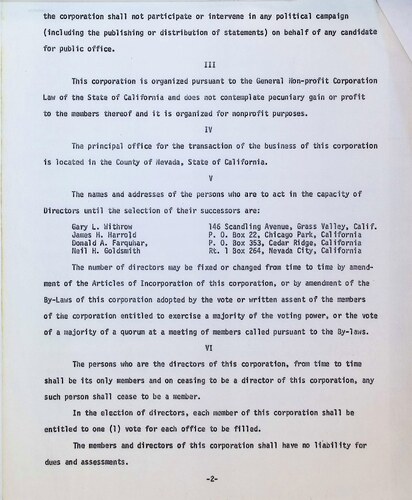 the corporation shall not participate or intervene in any political campaign
(including the publishing or distribution of statements) on behalf of any candidate
for public office.
III
This corporation is organized pursuant to the General Non-profit Corporation
Law of the State of California and does not contemplate pecuniary gain or profit
to the members thereof and it is organized for nonprofit purposes.
IV
The principal office for the transaction of the business of this corporation
is located in the County of Nevada, State of California.
V
The names and addresses of the persons who are to act in the capacity of
Directors until the selection of their successors are:
Gary L. Withrow 146 Scandling Avenue, Grass Valley, Calif.
James H. Harrold P. O. Box 22, Chicago Park, California
Donald A. Farquhar, P. O. Box 353, Cedar Ridge, California
Neil H. Goldsmith Rt. 1 Box 264, Nevada City, California
The number of directors may be fixed or changed from time to time by amend-
ment of the Articles of Incorporation of this corporation, or by amendment of the
By-Laws of this corporation adopted by the vote or written assent of the members
of the corporation entitled to exercise a majority of the voting power, or the vote
of a majority of a quorum at a meeting of members called pursuant to the By-laws.
VI
The persons who are the directors of this corporation, from time to time
shall be its only members and on ceasing to be a director of this corporation, any
such person shall cease to be a member.
In the election of directors, each member of this corporation shall be
entitled to one (1) vote for each office to be filled.
The members and directors of this corporation shall have no liability for
dues and assessments.
-2-